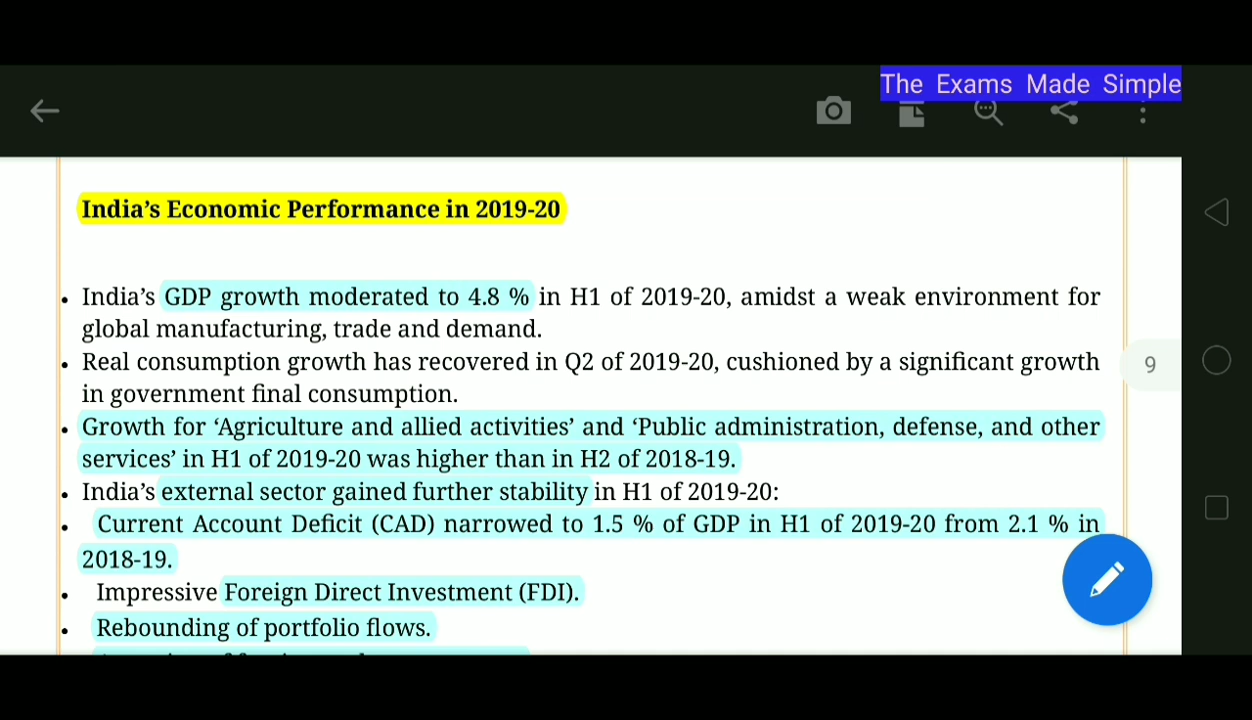 The Exams Made Simple
India’s Economic Performance in 2019-20
• India’s GDP growth moderated to 4.8 % in H1 of 2019-20, amidst a weak environment for
global manufacturing, trade and demand.
• Real consumption growth has recovered in Q2 of 2019-20, cushioned by a significant growth
9
in government final consumption.
• Growth for ‘Agriculture and allied activities’ and ‘Public administration, defense, and other
services’ in H1 of 2019-20 was higher than in H2 of 2018-19.
• India’s external sector gained further stability in H1 of 2019-20:
• Current Account Deficit (CAD) narrowed to 1.5 % of GDP in H1 of 2019-20 from 2.1 % in
2018-19.
• Impressive Foreign Direct Investment (FDI).
• Rebounding of portfolio flows.